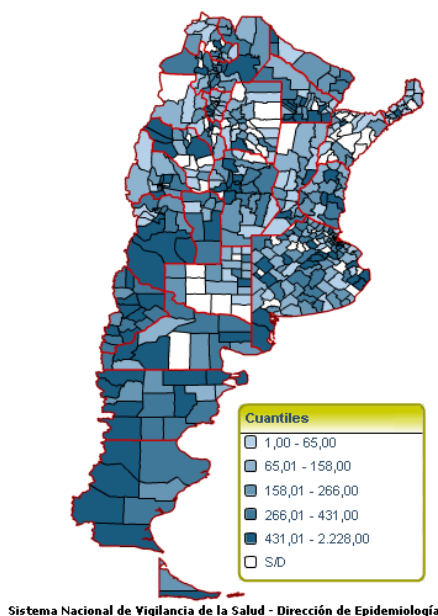 Cuantiles
1,00 - 65,00
65,01 - 158,00
158,01 - 266,00
266,01 - 431,00
431,01 - 2.228,00
S/D
Sistema Nacional de Vigilancia de la Salud - Dirección de Epidemiología